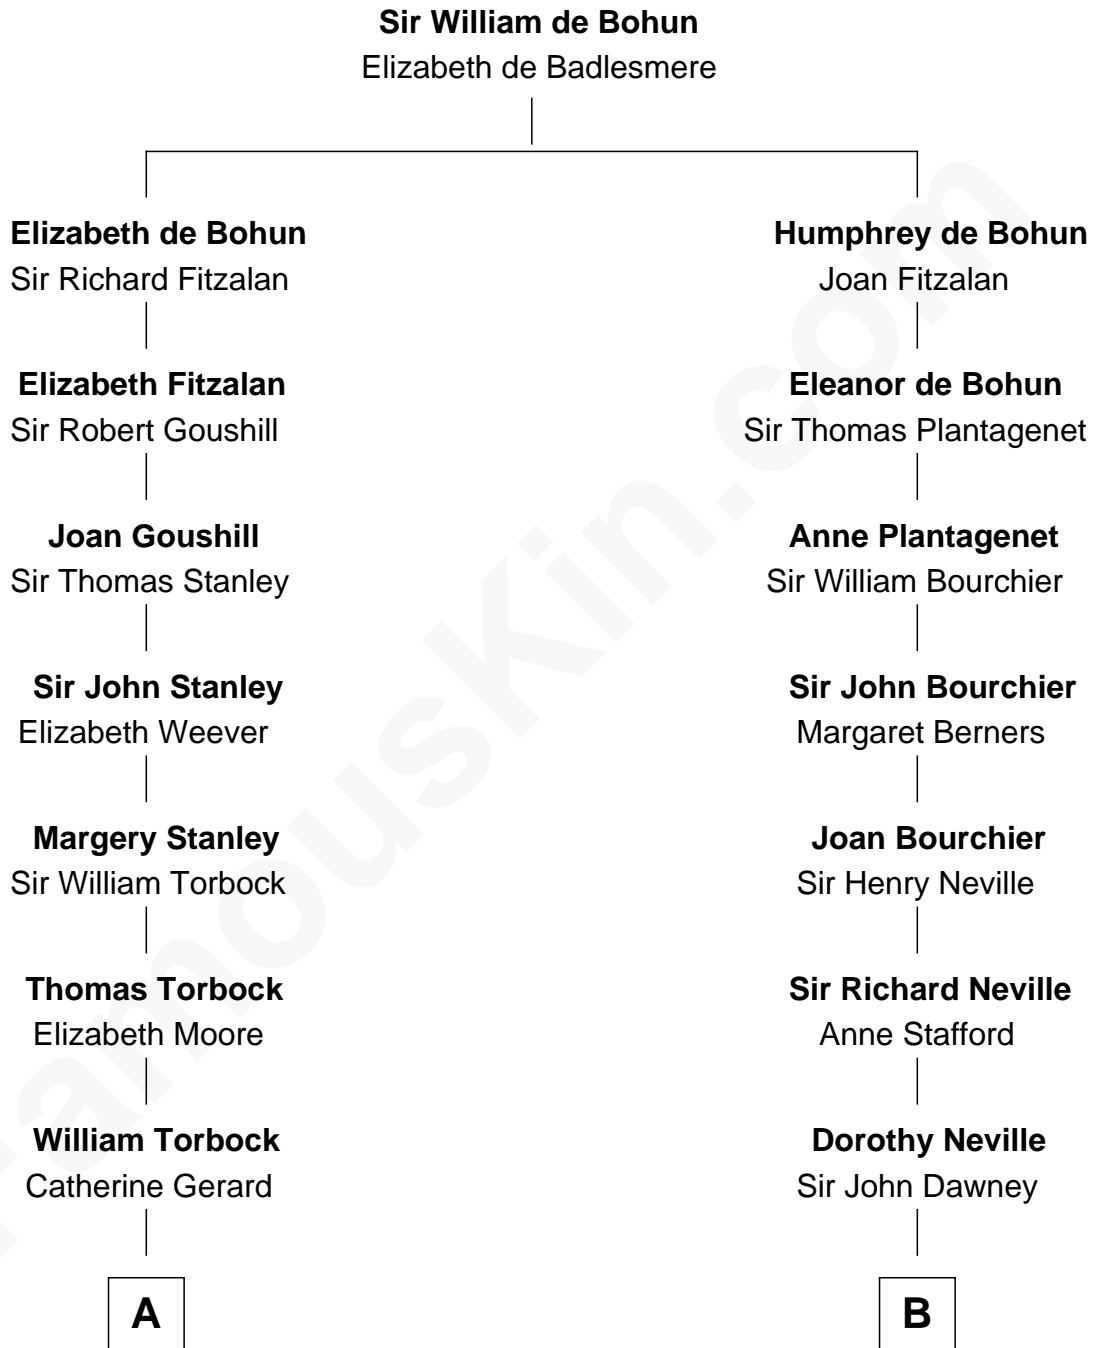 Sir William de Bohun
Elizabeth de Badlesmere
Elizabeth de Bohun
Sir Richard Fitzalan
Humphrey de Bohun
Joan Fitzalan
Elizabeth Fitzalan
Sir Robert Goushill
Eleanor de Bohun
Sir Thomas Plantagenet
Joan Goushill
Sir Thomas Stanley
Anne Plantagenet
Sir William Bourchier
Sir John Stanley
Elizabeth Weever
Sir John Bourchier
Margaret Berners
Margery Stanley
Sir William Torbock
Joan Bourchier
Sir Henry Neville
Thomas Torbock
Elizabeth Moore
Sir Richard Neville
Anne Stafford
William Torbock
Catherine Gerard
Dorothy Neville
Sir John Dawney
A
B
FamousKin.com